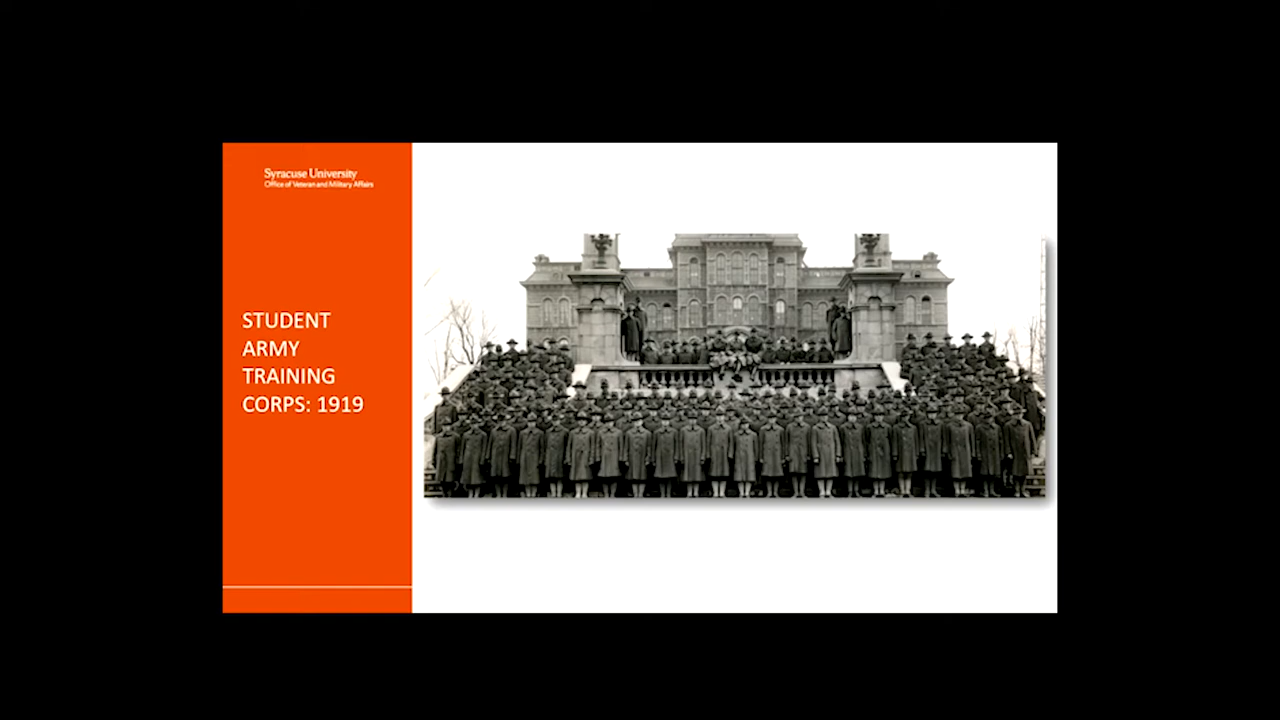 Syracuse University
Office of Veteran and Military Affairs
STUDENT
ARMY
TRAINING
CORPS: 1919